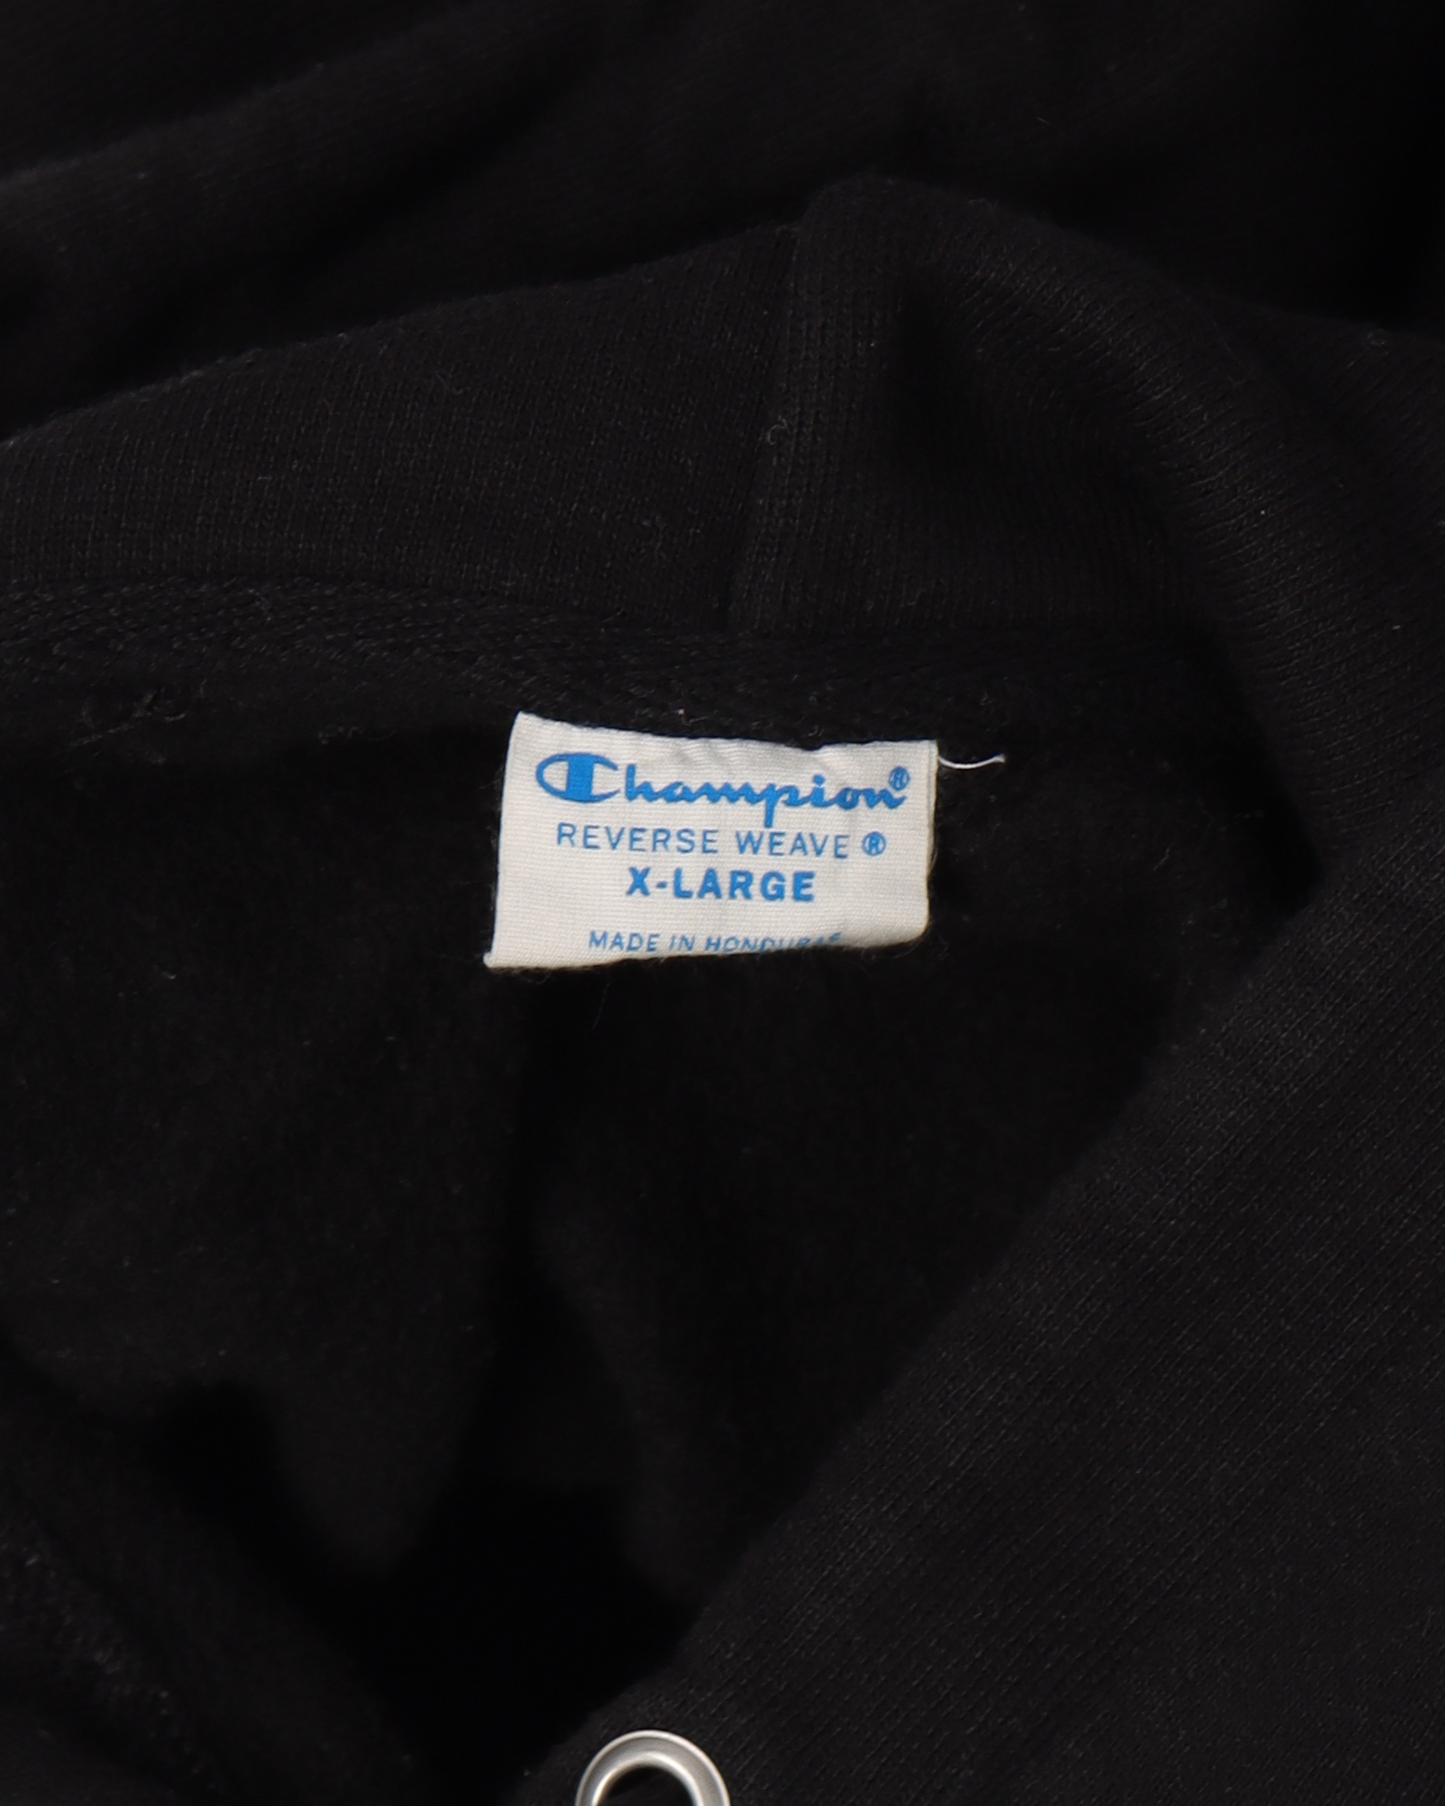 Champion®
REVERSE WEAVE ®
X-LARGE
MADE IN HONDURAS